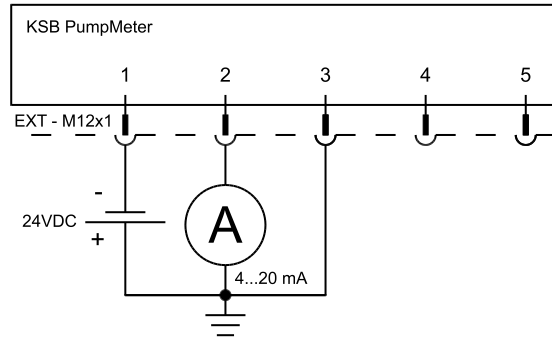 KSB PumpMeter
1 2 3 4 5
EXT - M12x1
-
24VDC
+
A
4...20 mA